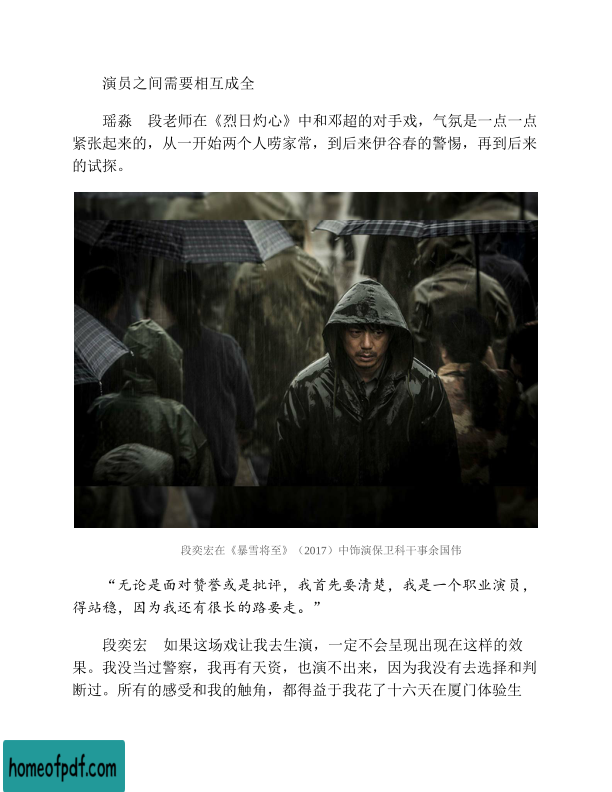 演员之间需要相互成全
瑶淼　段老师在《烈日灼心》中和邓超的对手戏，气氛是一点一点
紧张起来的，从一开始两个人唠家常，到后来伊谷春的警惕，再到后来
的试探。
段奕宏在《暴雪将至》（2017）中饰演保卫科干事余国伟
“无论是面对赞誉或是批评，我首先要清楚，我是一个职业演员，
得站稳，因为我还有很长的路要走。”
段奕宏　如果这场戏让我去生演，一定不会呈现出现在这样的效
果。我没当过警察，我再有天资，也演不出来，因为我没有去选择和判
断过。所有的感受和我的触角，都得益于我花了十六天在厦门体验生
homeofpdf.com